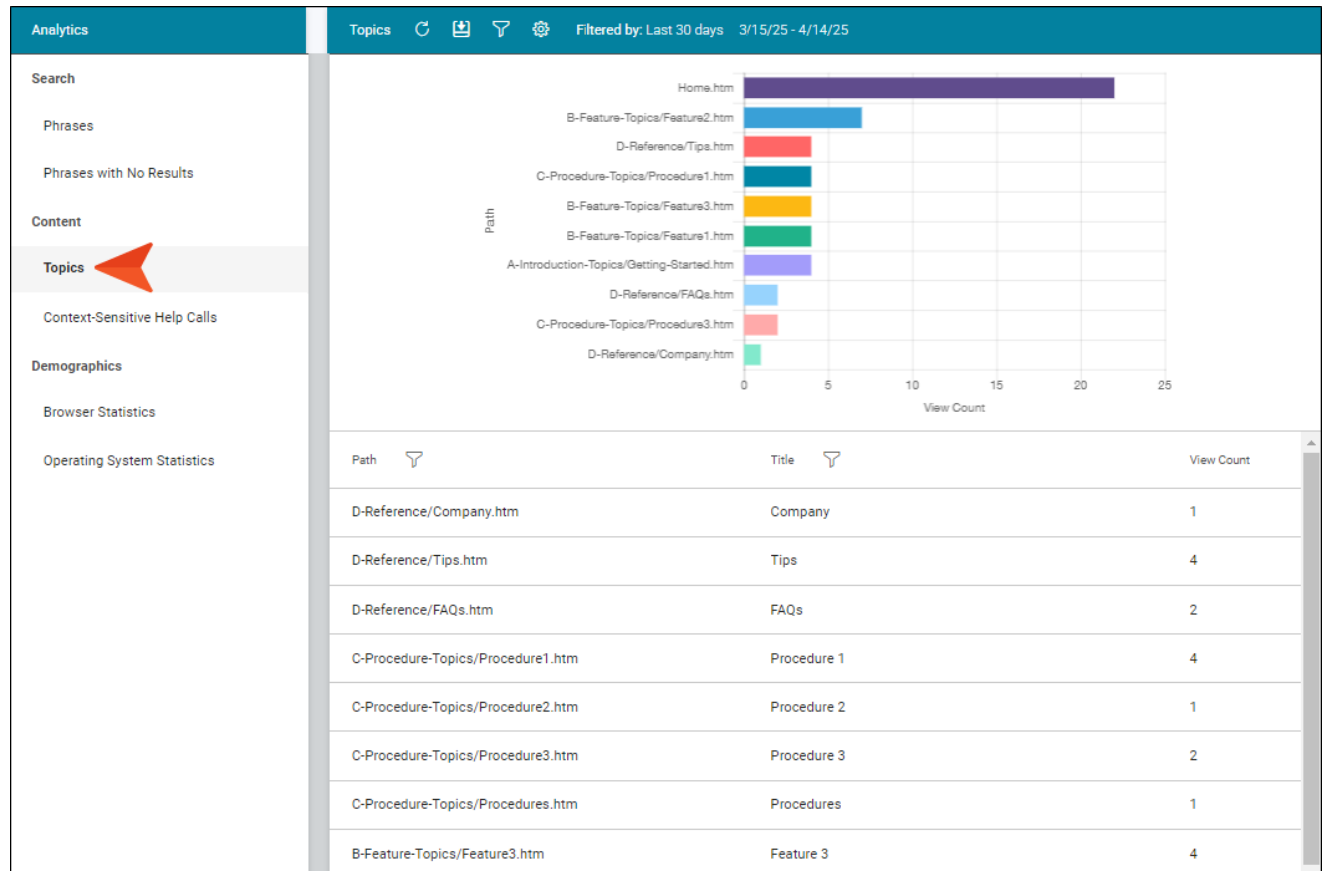 Analytics
Topics Filtered by: Last 30 days 3/15/25 - 4/14/25
Search
Phrases
Phrases with No Results
Content
Topics
Context-Sensitive Help Calls
Demographics
Browser Statistics
Operating System Statistics
Path
Home.htm
B-Feature-Topics/Feature2.htm
D-Reference/Tips.htm
C-Procedure-Topics/Procedure1.htm
B-Feature-Topics/Feature3.htm
B-Feature-Topics/Feature1.htm
A-Introduction-Topics/Getting-Started.htm
D-Reference/FAQs.htm
C-Procedure-Topics/Procedure3.htm
D-Reference/Company.htm
0 5 10 15 20 25
View Count
Path Title View Count
D-Reference/Company.htm Company 1
D-Reference/Tips.htm Tips 4
D-Reference/FAQs.htm FAQs 2
C-Procedure-Topics/Procedure1.htm Procedure 1 4
C-Procedure-Topics/Procedure2.htm Procedure 2 1
C-Procedure-Topics/Procedure3.htm Procedure 3 2
C-Procedure-Topics/Procedures.htm Procedures 1
B-Feature-Topics/Feature3.htm Feature 3 4